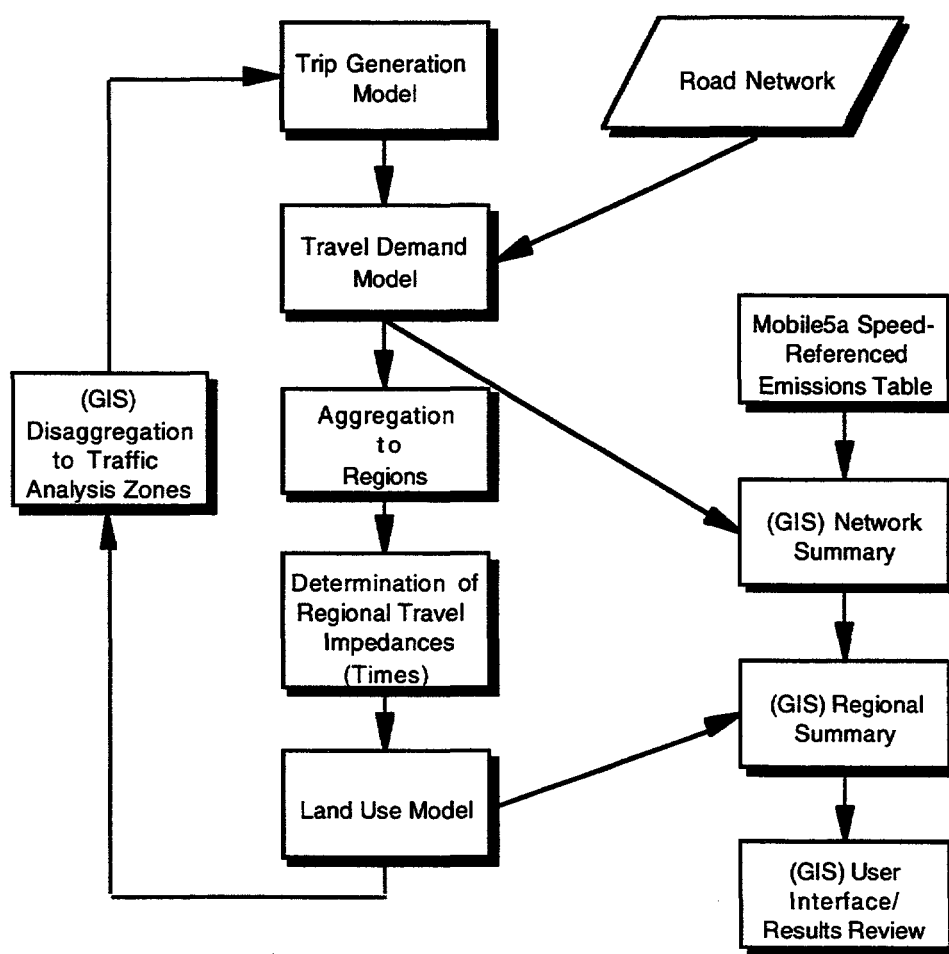 Trip Generation
Model
Road Network
Travel Demand
Model
Mobile5a Speed-
Referenced
Emissions Table
(GIS)
Disaggregation
to Traffic
Analysis Zones
Aggregation
to
Regions
(GIS) Network
Summary
Determination of
Regional Travel
Impedances
(Times)
(GIS) Regional
Summary
Land Use Model
(GIS) User
Interface/
Results Review